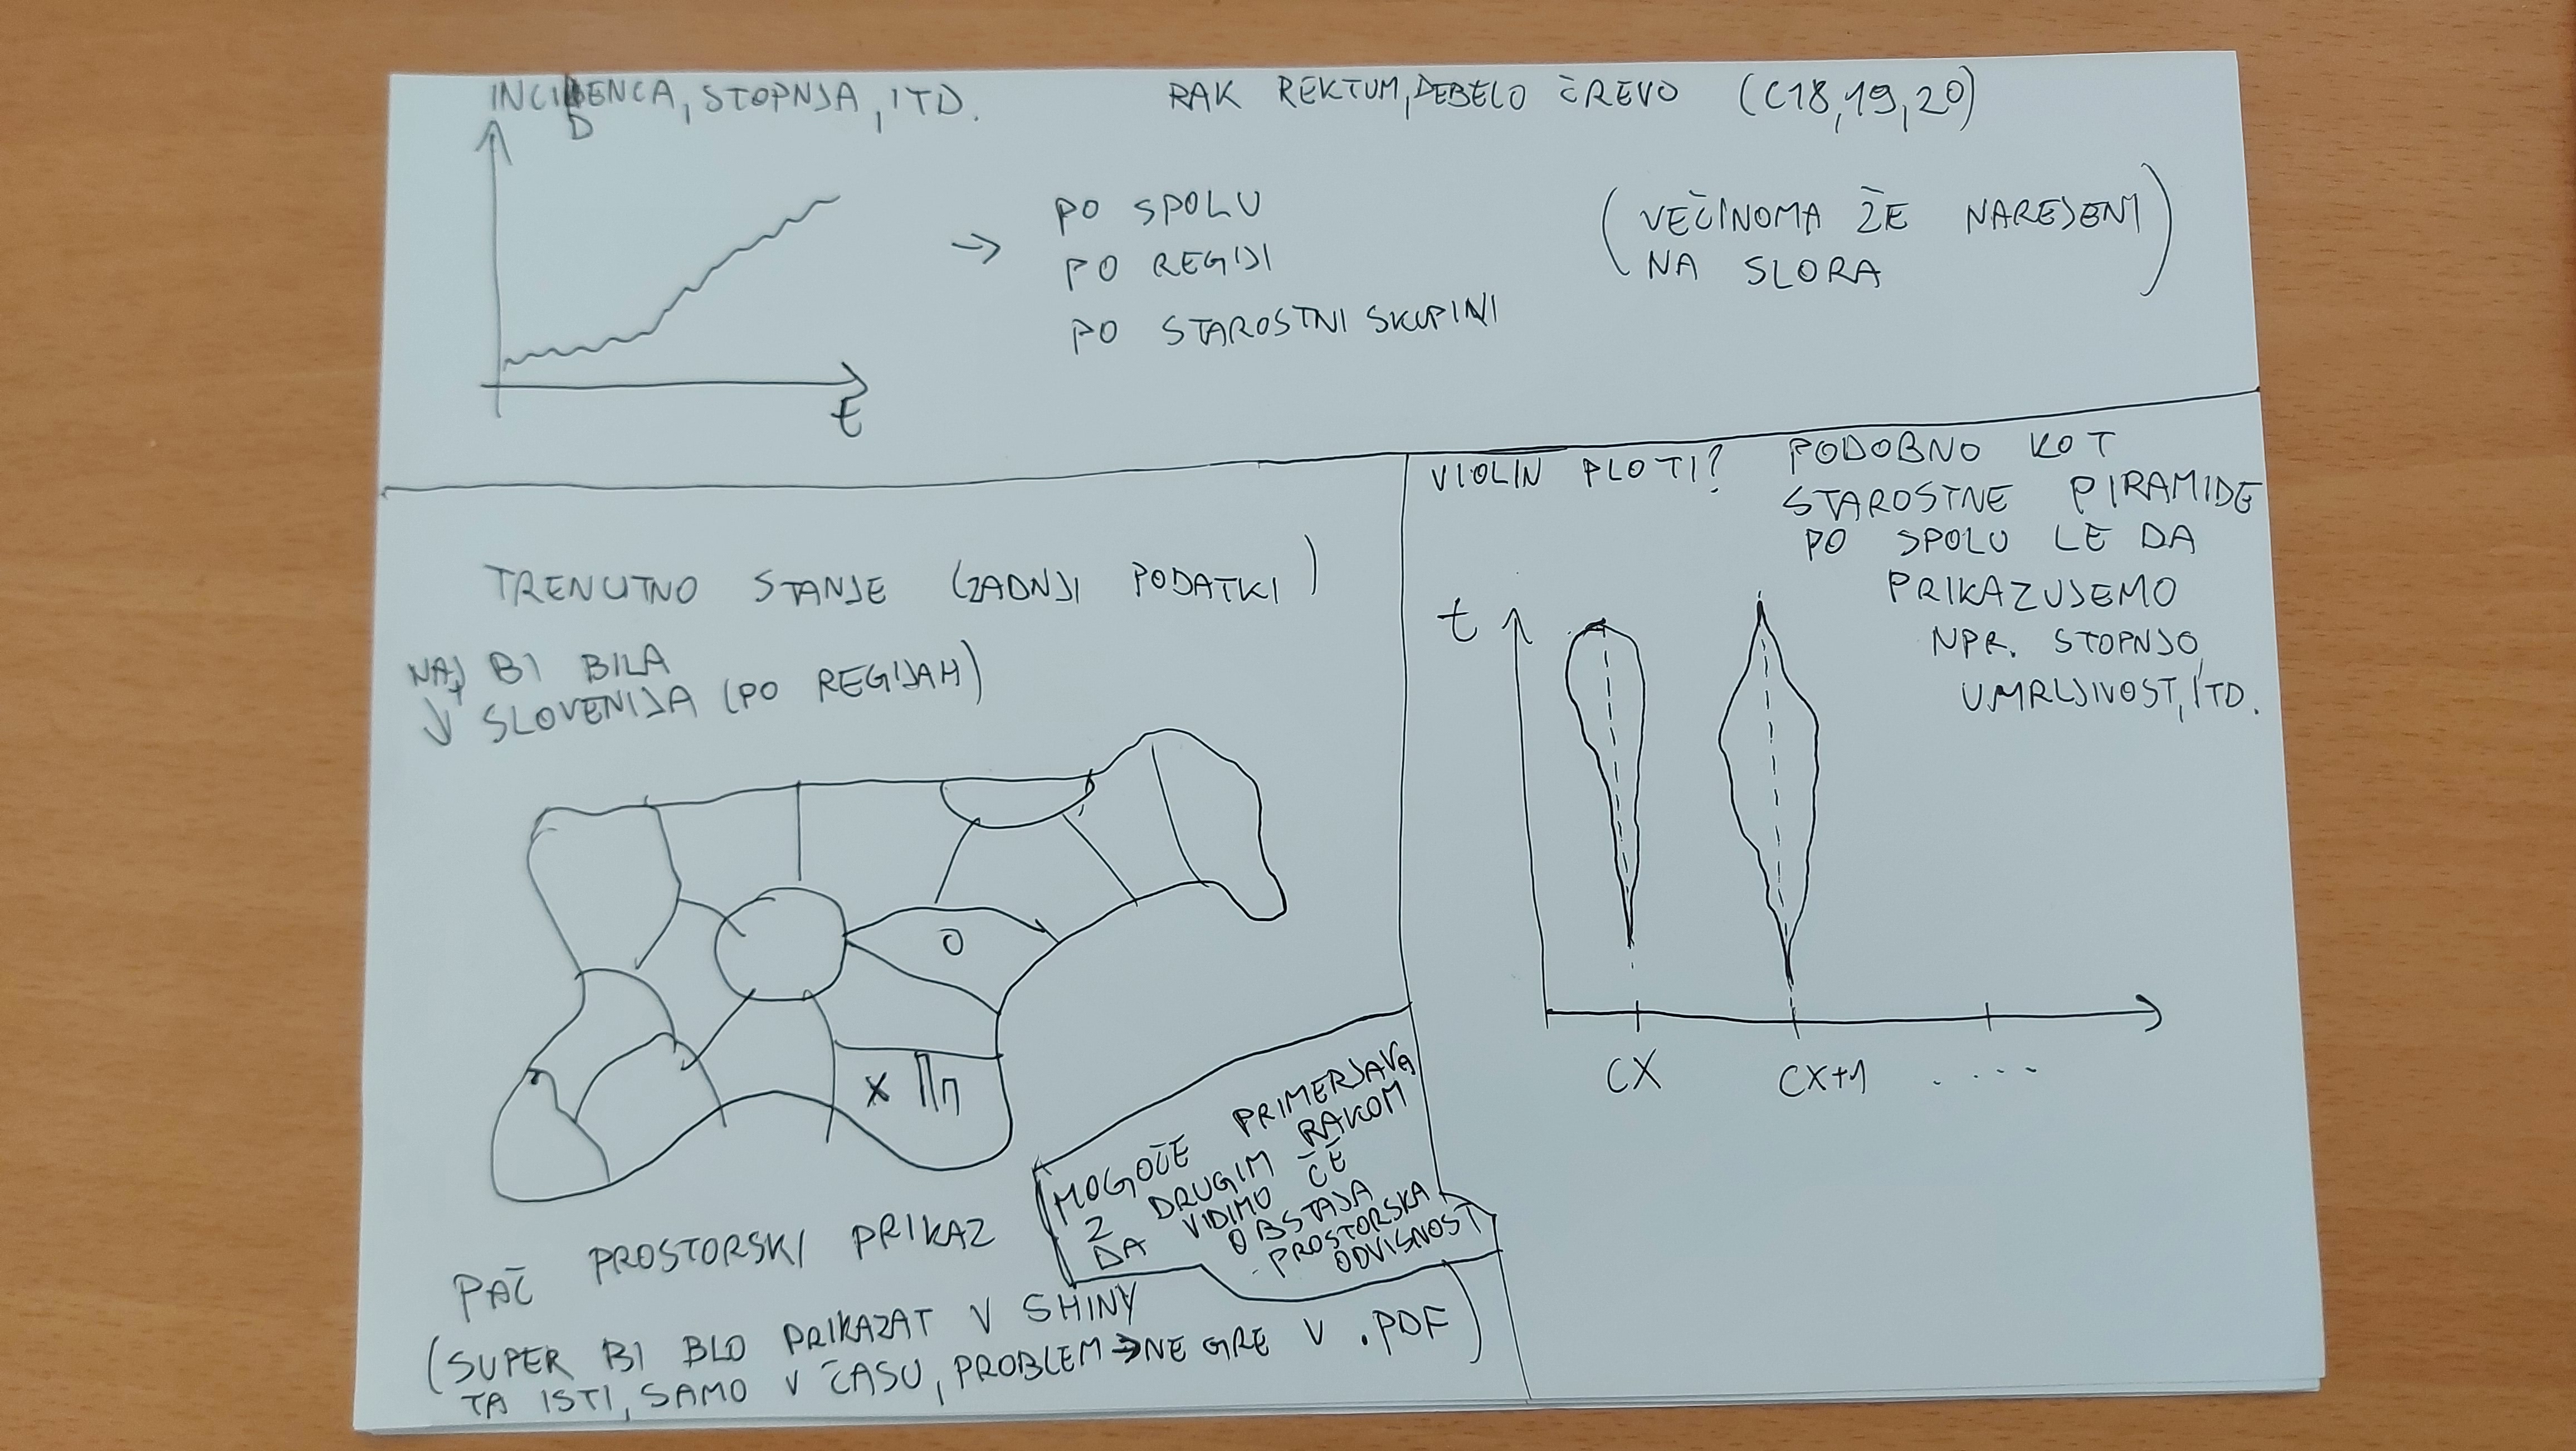 INCIDENCA, STOPNJA, ITD.
RAK REKTUM, DEBELO ČREVO (C18,19,20)
t
→ PO SPOLU
PO REGIJI
PO STAROSTNI SKUPINI
(VEČINOMA ŽE NAREJENI
NA SLORA)
TRENUTNO STANJE (ZADNJI PODATKI)
NAJ BI BILA
↓ SLOVENIJA (PO REGIJAH)
O
X
PAČ PROSTORSKI PRIKAZ
(SUPER BI BLO PRIKAZAT V SHINY
TA ISTI, SAMO V ČASU, PROBLEM → NE GRE V .PDF)
MOGOČE PRIMERJAVA
Z DRUGIM RAKOM
DA VIDIMO ČE
OBSTAJA
PROSTORSKA
ODVISNOST
VIOLIN PLOTI?
PODOBNO KOT
STAROSTNE PIRAMIDE
PO SPOLU LE DA
PRIKAZUJEMO
NPR. STOPNJO,
UMRLJIVOST, ITD.
t
CX CX+1 ....